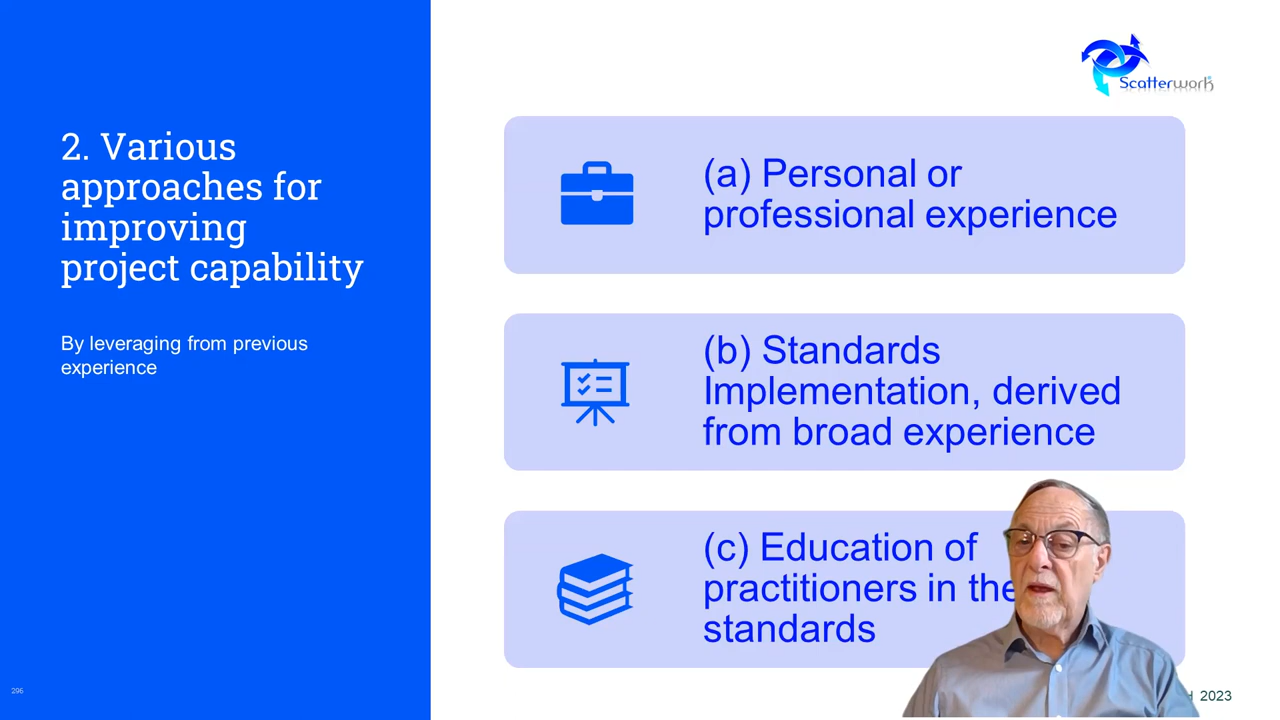 2. Various
approaches for
improving
project capability
By leveraging from previous
experience
Scatterwork
(a) Personal or
professional experience
(b) Standards
Implementation, derived
from broad experience
(c) Education of
practitioners in the
standards
296
2023